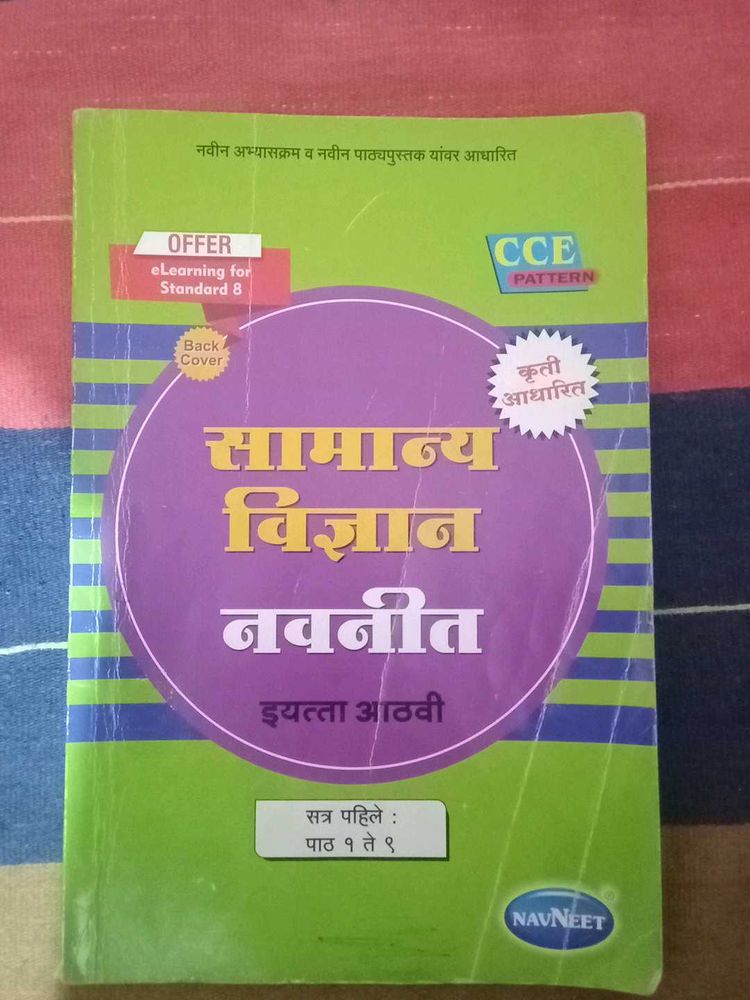 नवीन अभ्यासक्रम व नवीन पाठ्यपुस्तक यांवर आधारित
OFFER
eLearning for
Standard 8
CCE
PATTERN
Back
Cover
कृती
आधारित
सामान्य
विज्ञान
नवनीत
इयत्ता आठवी
सत्र पहिले :
पाठ १ ते ९
NAVNEET
®